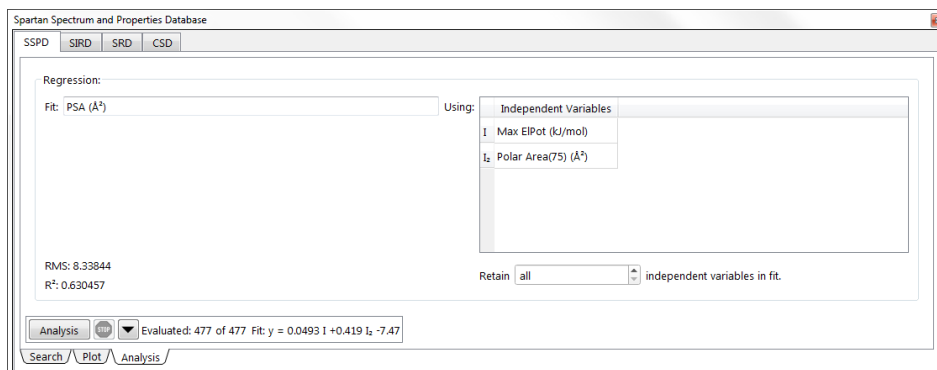 Spartan Spectrum and Properties Database
SSPD SIRD SRD CSD
Regression:
Fit: PSA (Å²) Using: Independent Variables
I Max ElPot (kJ/mol)
I₂ Polar Area(75) (Å²)
RMS: 8.33844
R²: 0.630457
Retain all independent variables in fit.
Analysis STOP Evaluated: 477 of 477 Fit: y = 0.0493 I +0.419 I₂ -7.47
Search Plot Analysis